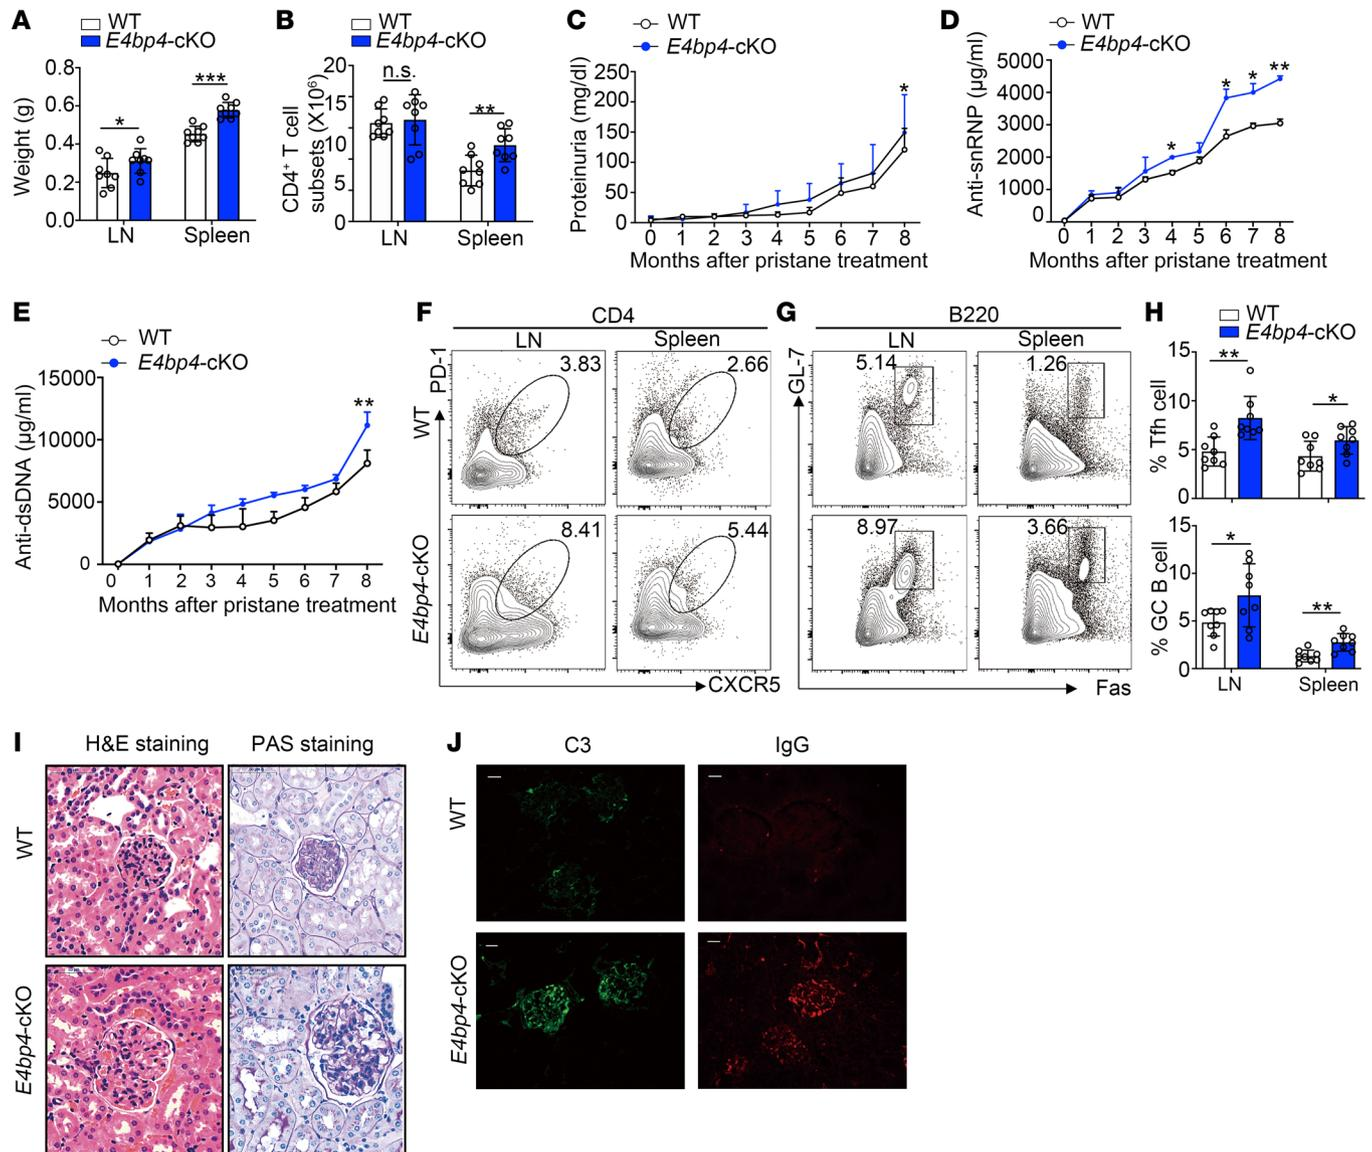 A
WT
E4bp4-cKO
Weight (g)
0.8
0.6
0.4
0.2
0.0
*
***
LN
Spleen
B
WT
E4bp4-cKO
CD4+ T cell
subsets (X10⁶)
20
15
10
5
0
n.s.
**
LN
Spleen
C
WT
E4bp4-cKO
Proteinuria (mg/dl)
250
200
150
100
50
0
*
0 1 2 3 4 5 6 7 8
Months after pristane treatment
D
WT
E4bp4-cKO
Anti-snRNP (μg/ml)
5000
4000
3000
2000
1000
0
* * * **
0 1 2 3 4 5 6 7 8
Months after pristane treatment
E
WT
E4bp4-cKO
Anti-dsDNA (μg/ml)
15000
10000
5000
0
**
0 1 2 3 4 5 6 7 8
Months after pristane treatment
F
CD4
LN
Spleen
PD-1
WT
3.83
2.66
E4bp4-cKO
8.41
5.44
CXCR5
G
B220
LN
Spleen
GL-7
5.14
1.26
8.97
3.66
Fas
H
WT
E4bp4-cKO
% Tfh cell
15
10
5
0
**
*
% GC B cell
15
10
5
0
*
**
LN
Spleen
I
H&E staining
PAS staining
WT
E4bp4-cKO
J
C3
IgG
WT
E4bp4-cKO